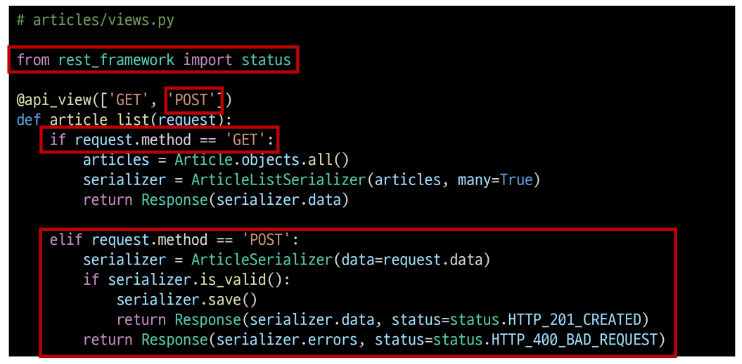 # articles/views.py
from rest_framework import status
@api_view(['GET', 'POST'])
def article_list(request):
    if request.method == 'GET':
        articles = Article.objects.all()
        serializer = ArticleListSerializer(articles, many=True)
        return Response(serializer.data)
    elif request.method == 'POST':
        serializer = ArticleSerializer(data=request.data)
        if serializer.is_valid():
            serializer.save()
            return Response(serializer.data, status=status.HTTP_201_CREATED)
        return Response(serializer.errors, status=status.HTTP_400_BAD_REQUEST)